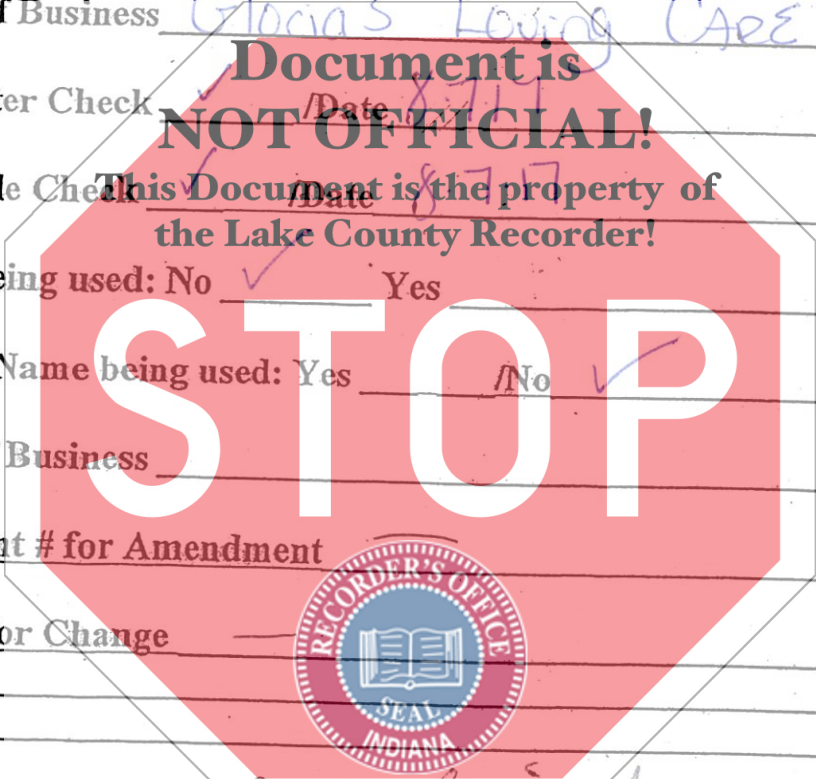 f Business Gloria's Loving CARE
Document is
er Check ✓ /Date 8-7-17
NOT OFFICIAL!
e Check ✓ /Date 8-7-17
This Document is the property of
the Lake County Recorder!
eing used: No ✓ Yes
STOP
Name being used: Yes /No ✓
Business
nt # for Amendment —
or Change —
RECORDER'S OFFICE
SEAL
INDIANA